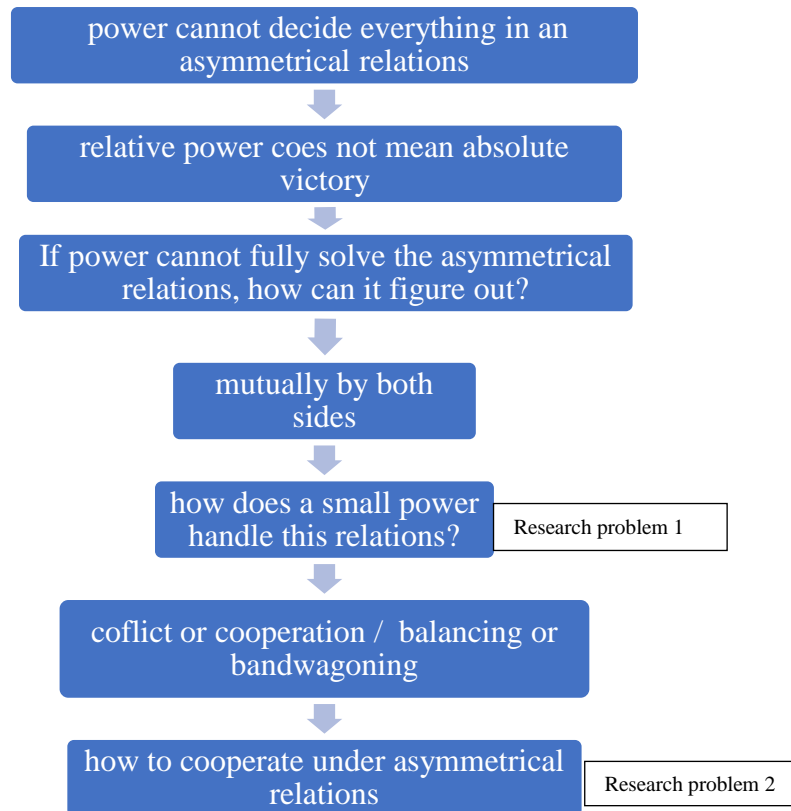 power cannot decide everything in an
asymmetrical relations
relative power coes not mean absolute
victory
If power cannot fully solve the asymmetrical
relations, how can it figure out?
mutually by both
sides
how does a small power
handle this relations?
Research problem 1
coflict or cooperation / balancing or
bandwagoning
how to cooperate under asymmetrical
relations
Research problem 2